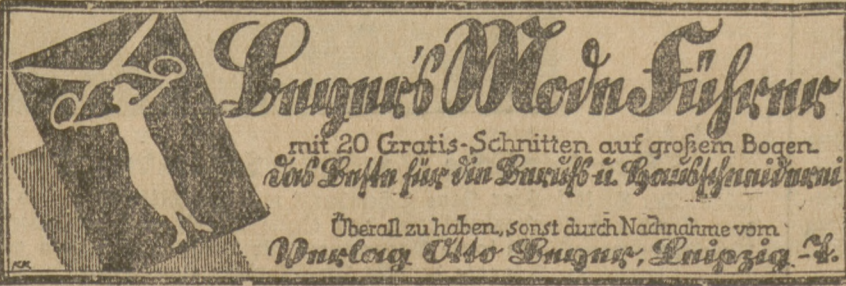 Beyer's Mode Führer
mit 20 Gratis-Schnitten auf großem Bogen
das Beste für die Berufs u. Hausschneiderei
Überall zu haben, sonst durch Nachnahme vom
Verlag Otto Beyer, Leipzig-T.
KK